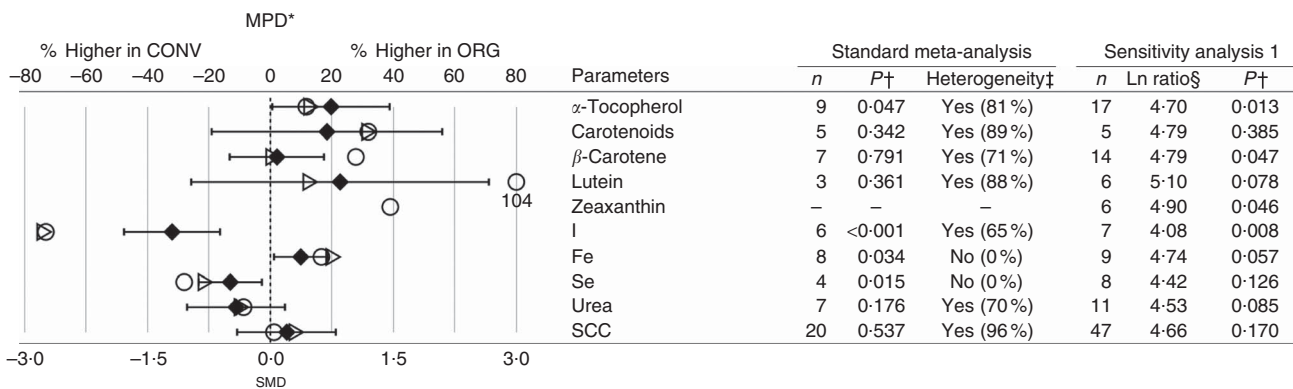 MPD*
% Higher in CONV % Higher in ORG Standard meta-analysis Sensitivity analysis 1
–80 –60 –40 –20 0 20 40 60 80 Parameters n P† Heterogeneity‡ n Ln ratio§ P†
α-Tocopherol 9 0·047 Yes (81 %) 17 4·70 0·013
Carotenoids 5 0·342 Yes (89 %) 5 4·79 0·385
β-Carotene 7 0·791 Yes (71 %) 14 4·79 0·047
Lutein 3 0·361 Yes (88 %) 6 5·10 0·078
104
Zeaxanthin – – – 6 4·90 0·046
I 6 <0·001 Yes (65 %) 7 4·08 0·008
Fe 8 0·034 No (0 %) 9 4·74 0·057
Se 4 0·015 No (0 %) 8 4·42 0·126
Urea 7 0·176 Yes (70 %) 11 4·53 0·085
SCC 20 0·537 Yes (96 %) 47 4·66 0·170
–3·0 –1·5 0·0 1·5 3·0
SMD